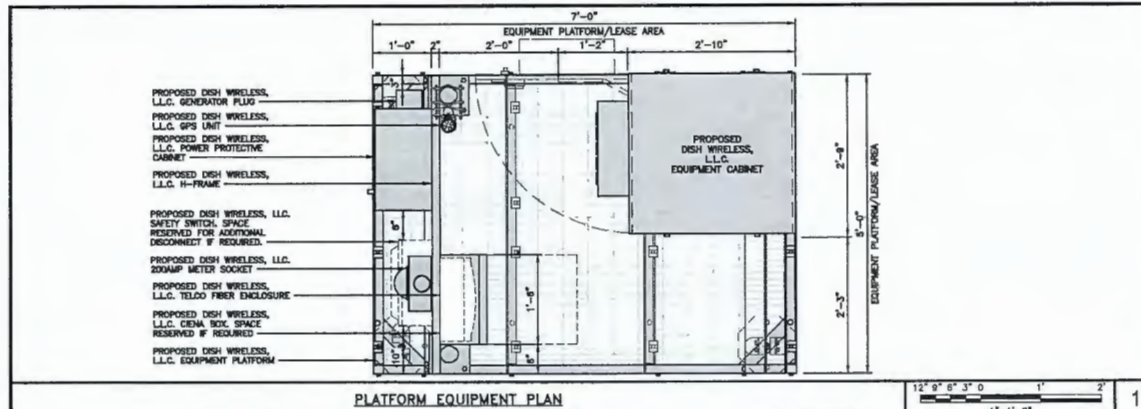 7'-0"
EQUIPMENT PLATFORM/LEASE AREA
1'-0" 2" 2'-0" 1'-2" 2'-10"
PROPOSED DISH WIRELESS,
L.L.C. GENERATOR PLUG
PROPOSED DISH WIRELESS,
L.L.C. GPS UNIT
PROPOSED DISH WIRELESS,
L.L.C. POWER PROTECTIVE
CABINET
PROPOSED DISH WIRELESS,
L.L.C. H-FRAME
PROPOSED DISH WIRELESS, LLC.
SAFETY SWITCH. SPACE
RESERVED FOR ADDITIONAL
DISCONNECT IF REQUIRED.
PROPOSED DISH WIRELESS, LLC.
200AMP METER SOCKET
PROPOSED DISH WIRELESS,
L.L.C. TELCO FIBER ENCLOSURE
PROPOSED DISH WIRELESS,
L.L.C. CIENA BOX. SPACE
RESERVED IF REQUIRED
PROPOSED DISH WIRELESS,
L.L.C. EQUIPMENT PLATFORM
3"
8"
10"
1'-6"
6"
PROPOSED
DISH WIRELESS,
L.L.C.
EQUIPMENT CABINET
2'-9"
2'-3"
5'-0"
EQUIPMENT PLATFORM/LEASE AREA
PLATFORM EQUIPMENT PLAN
12" 9" 6" 3" 0 1' 2'
1